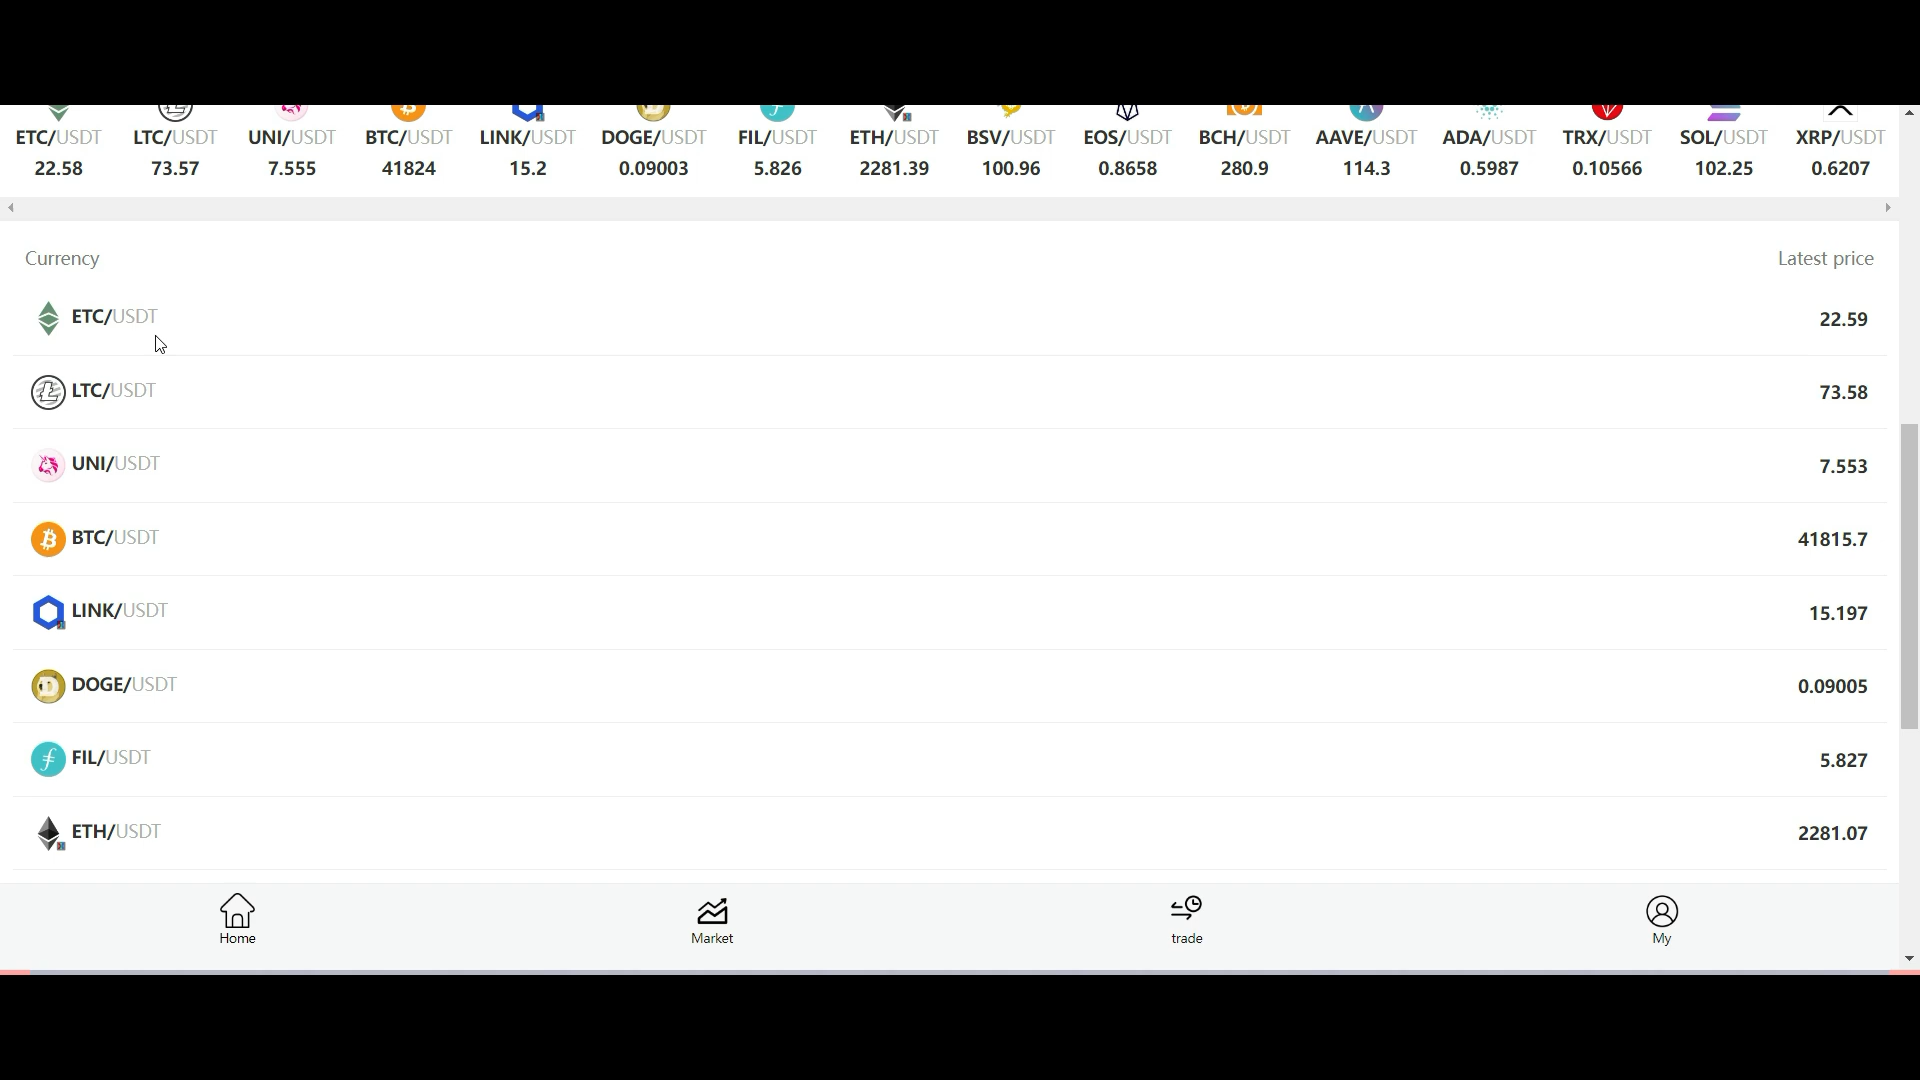 ETC/USDT LTC/USDT UNI/USDT BTC/USDT LINK/USDT DOGE/USDT FIL/USDT ETH/USDT BSV/USDT EOS/USDT BCH/USDT AAVE/USDT ADA/USDT TRX/USDT SOL/USDT XRP/USDT
22.58 73.57 7.555 41824 15.2 0.09003 5.826 2281.39 100.96 0.8658 280.9 114.3 0.5987 0.10566 102.25 0.6207
Currency Latest price
ETC/USDT 22.59
LTC/USDT 73.58
UNI/USDT 7.553
BTC/USDT 41815.7
LINK/USDT 15.197
DOGE/USDT 0.09005
FIL/USDT 5.827
ETH/USDT 2281.07
Home Market trade My